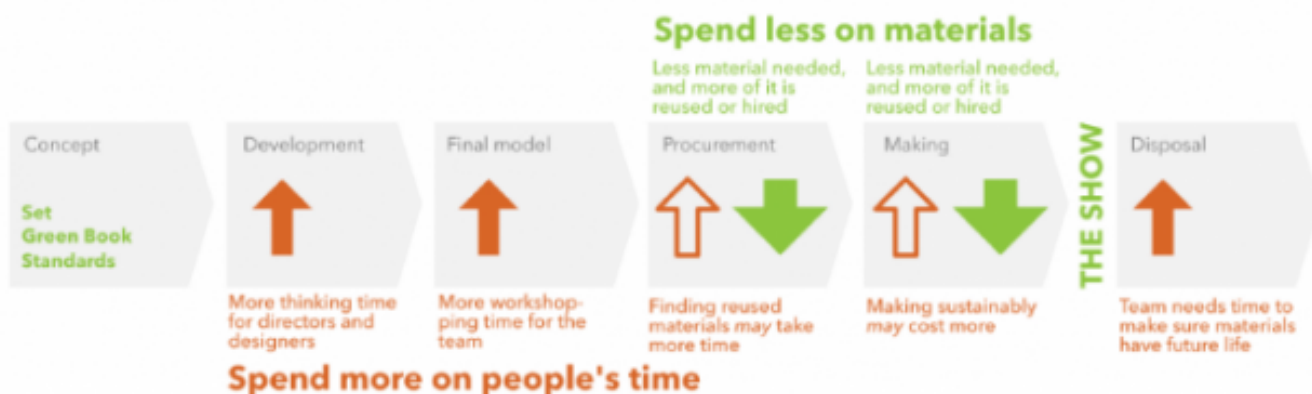 Spend less on materials
Less material needed,
and more of it is
reused or hired
Less material needed,
and more of it is
reused or hired
Concept
Set
Green Book
Standards
Development
Final model
Procurement
Making
THE SHOW
Disposal
More thinking time
for directors and
designers
More workshop-
ping time for the
team
Finding reused
materials may take
more time
Making sustainably
may cost more
Team needs time to
make sure materials
have future life
Spend more on people's time